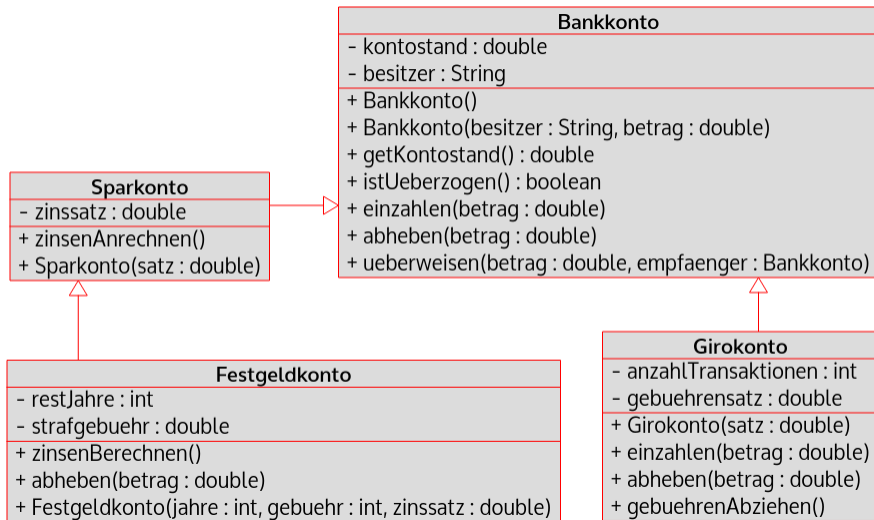 Bankkonto
- kontostand : double
- besitzer : String
+ Bankkonto()
+ Bankkonto(besitzer : String, betrag : double)
+ getKontostand() : double
+ istUeberzogen() : boolean
+ einzahlen(betrag : double)
+ abheben(betrag : double)
+ ueberweisen(betrag : double, empfaenger : Bankkonto)
Sparkonto
- zinssatz : double
+ zinsenAnrechnen()
+ Sparkonto(satz : double)
Festgeldkonto
- restJahre : int
- strafgebuehr : double
+ zinsenBerechnen()
+ abheben(betrag : double)
+ Festgeldkonto(jahre : int, gebuehr : int, zinssatz : double)
Girokonto
- anzahlTransaktionen : int
- gebuehrensatz : double
+ Girokonto(satz : double)
+ einzahlen(betrag : double)
+ abheben(betrag : double)
+ gebuehrenAbziehen()